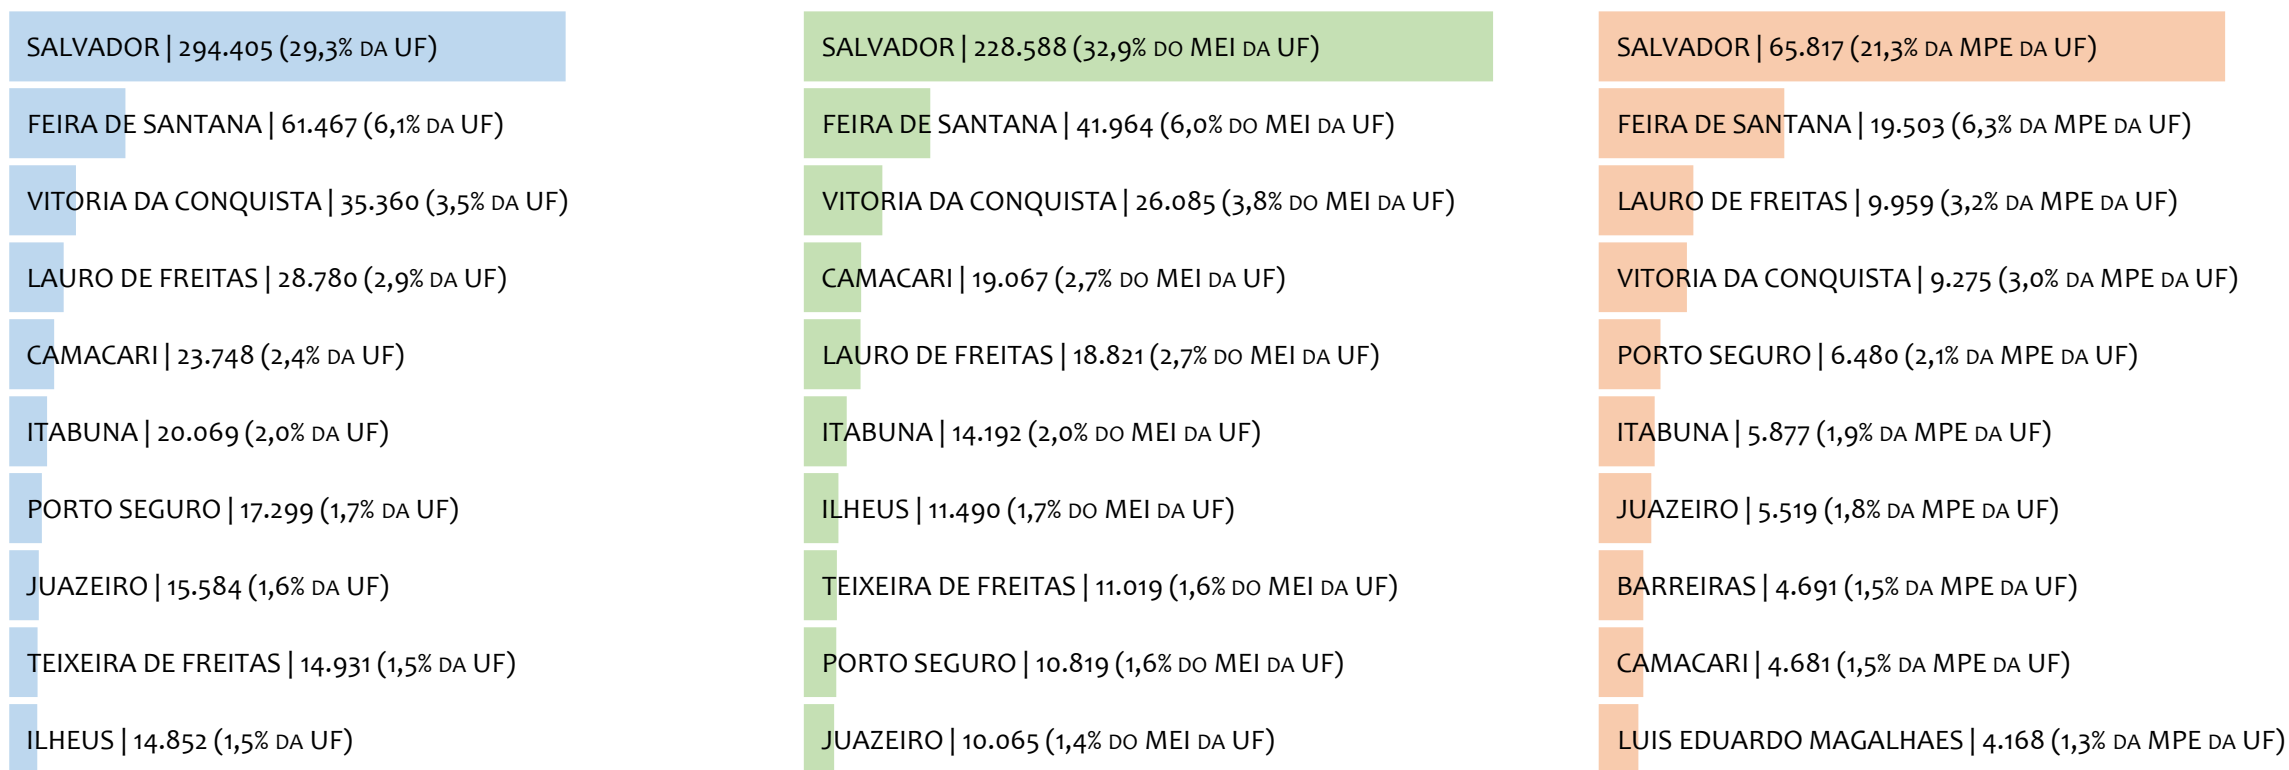 SALVADOR | 294.405 (29,3% DA UF)
FEIRA DE SANTANA | 61.467 (6,1% DA UF)
VITORIA DA CONQUISTA | 35.360 (3,5% DA UF)
LAURO DE FREITAS | 28.780 (2,9% DA UF)
CAMACARI | 23.748 (2,4% DA UF)
ITABUNA | 20.069 (2,0% DA UF)
PORTO SEGURO | 17.299 (1,7% DA UF)
JUAZEIRO | 15.584 (1,6% DA UF)
TEIXEIRA DE FREITAS | 14.931 (1,5% DA UF)
ILHEUS | 14.852 (1,5% DA UF)
SALVADOR | 228.588 (32,9% DO MEI DA UF)
FEIRA DE SANTANA | 41.964 (6,0% DO MEI DA UF)
VITORIA DA CONQUISTA | 26.085 (3,8% DO MEI DA UF)
CAMACARI | 19.067 (2,7% DO MEI DA UF)
LAURO DE FREITAS | 18.821 (2,7% DO MEI DA UF)
ITABUNA | 14.192 (2,0% DO MEI DA UF)
ILHEUS | 11.490 (1,7% DO MEI DA UF)
TEIXEIRA DE FREITAS | 11.019 (1,6% DO MEI DA UF)
PORTO SEGURO | 10.819 (1,6% DO MEI DA UF)
JUAZEIRO | 10.065 (1,4% DO MEI DA UF)
SALVADOR | 65.817 (21,3% DA MPE DA UF)
FEIRA DE SANTANA | 19.503 (6,3% DA MPE DA UF)
LAURO DE FREITAS | 9.959 (3,2% DA MPE DA UF)
VITORIA DA CONQUISTA | 9.275 (3,0% DA MPE DA UF)
PORTO SEGURO | 6.480 (2,1% DA MPE DA UF)
ITABUNA | 5.877 (1,9% DA MPE DA UF)
JUAZEIRO | 5.519 (1,8% DA MPE DA UF)
BARREIRAS | 4.691 (1,5% DA MPE DA UF)
CAMACARI | 4.681 (1,5% DA MPE DA UF)
LUIS EDUARDO MAGALHAES | 4.168 (1,3% DA MPE DA UF)